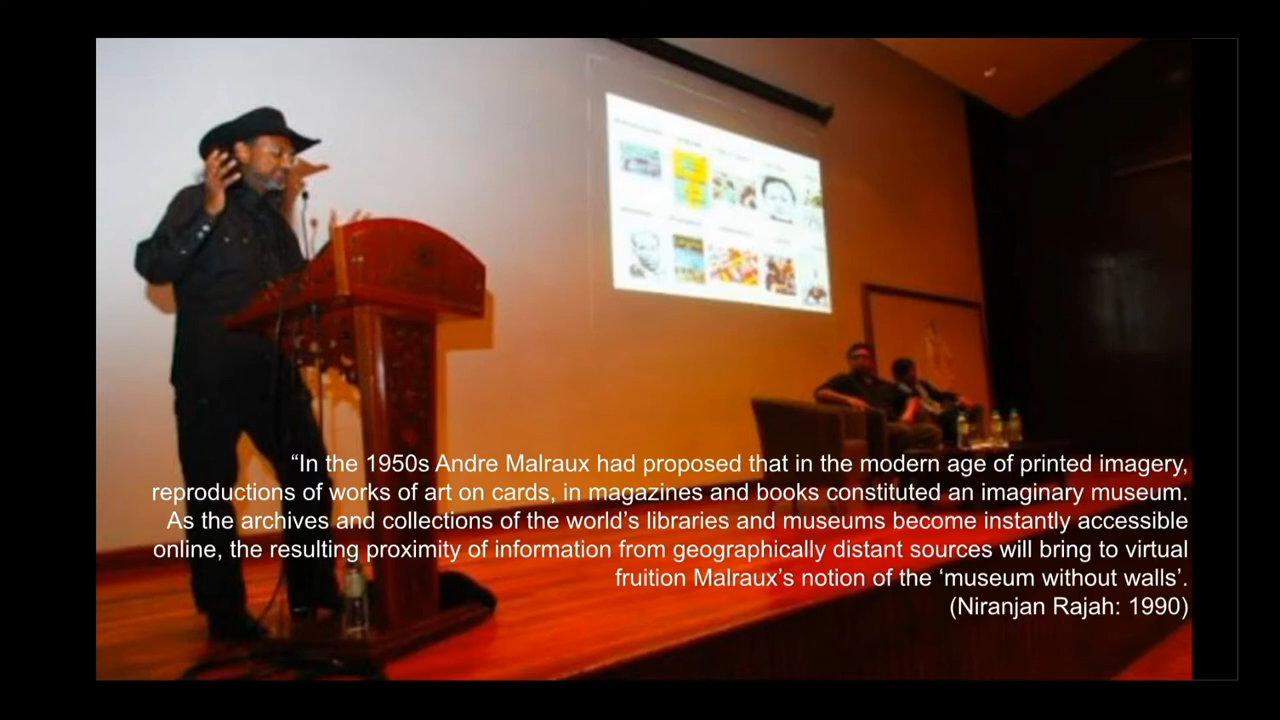 “In the 1950s Andre Malraux had proposed that in the modern age of printed imagery,
reproductions of works of art on cards, in magazines and books constituted an imaginary museum.
As the archives and collections of the world’s libraries and museums become instantly accessible
online, the resulting proximity of information from geographically distant sources will bring to virtual
fruition Malraux’s notion of the ‘museum without walls’.
(Niranjan Rajah: 1990)